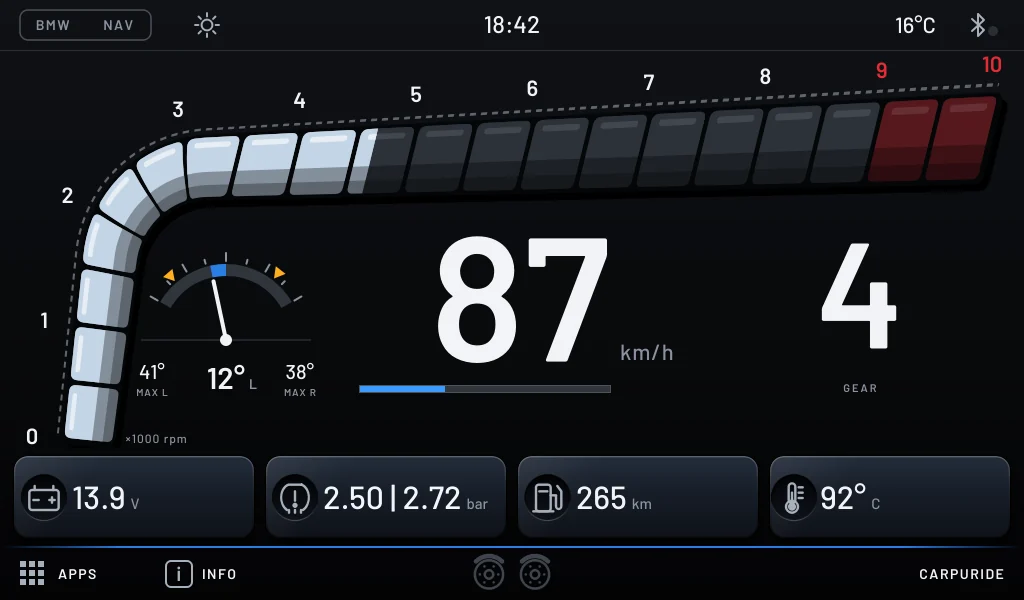 BMW NAV
18:42
16°C
10
9
8
7
6
5
4
3
2
1
0
×1000 rpm
87 km/h
4
GEAR
41° 12° L 38°
MAX L MAX R
13.9 V
2.50 | 2.72 bar
265 km
92° C
APPS
INFO
CARPURIDE